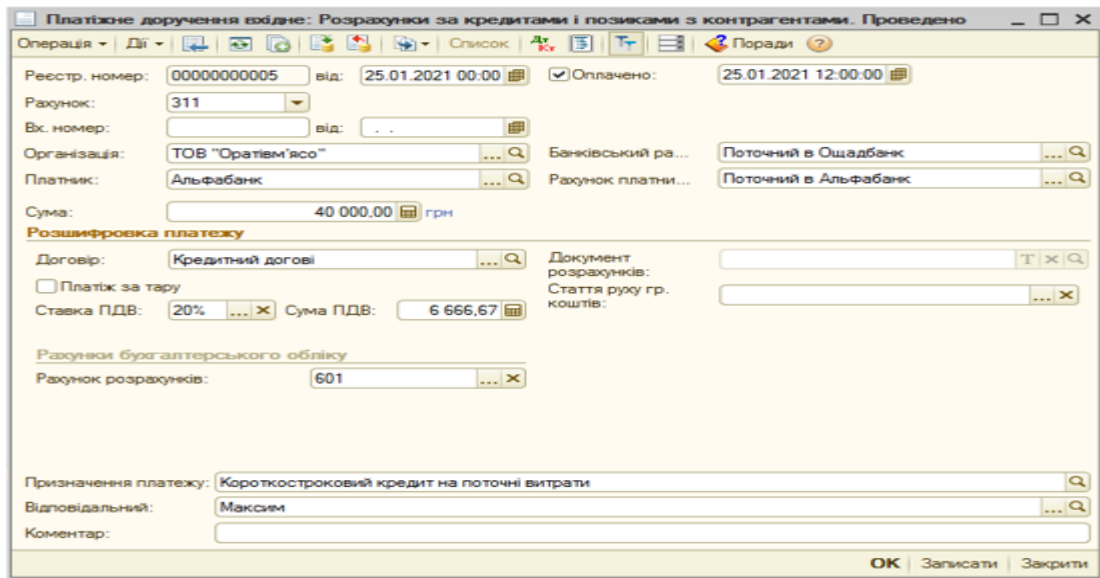 Платіжне доручення вхідне: Розрахунки за кредитами і позиками з контрагентами. Проведено
Операція Дії Список Дт Кт Поради
Реєстр. номер: 00000000005 від: 25.01.2021 00:00 Оплачено: 25.01.2021 12:00:00
Рахунок: 311
Вх. номер: від: . .
Організація: ТОВ "Оратівм'ясо" ... Банківський ра... Поточний в Ощадбанк ...
Платник: Альфабанк ... Рахунок платни... Поточний в Альфабанк ...
Сума: 40 000,00 грн
Розшифровка платежу
Договір: Кредитний догові ... Документ розрахунків: T
Платіж за тару Стаття руху гр. коштів: ...
Ставка ПДВ: 20% ... Сума ПДВ: 6 666,67
Рахунки бухгалтерського обліку
Рахунок розрахунків: 601 ...
Призначення платежу: Короткостроковий кредит на поточні витрати
Відповідальний: Максим ...
Коментар:
OK Записати Закрити